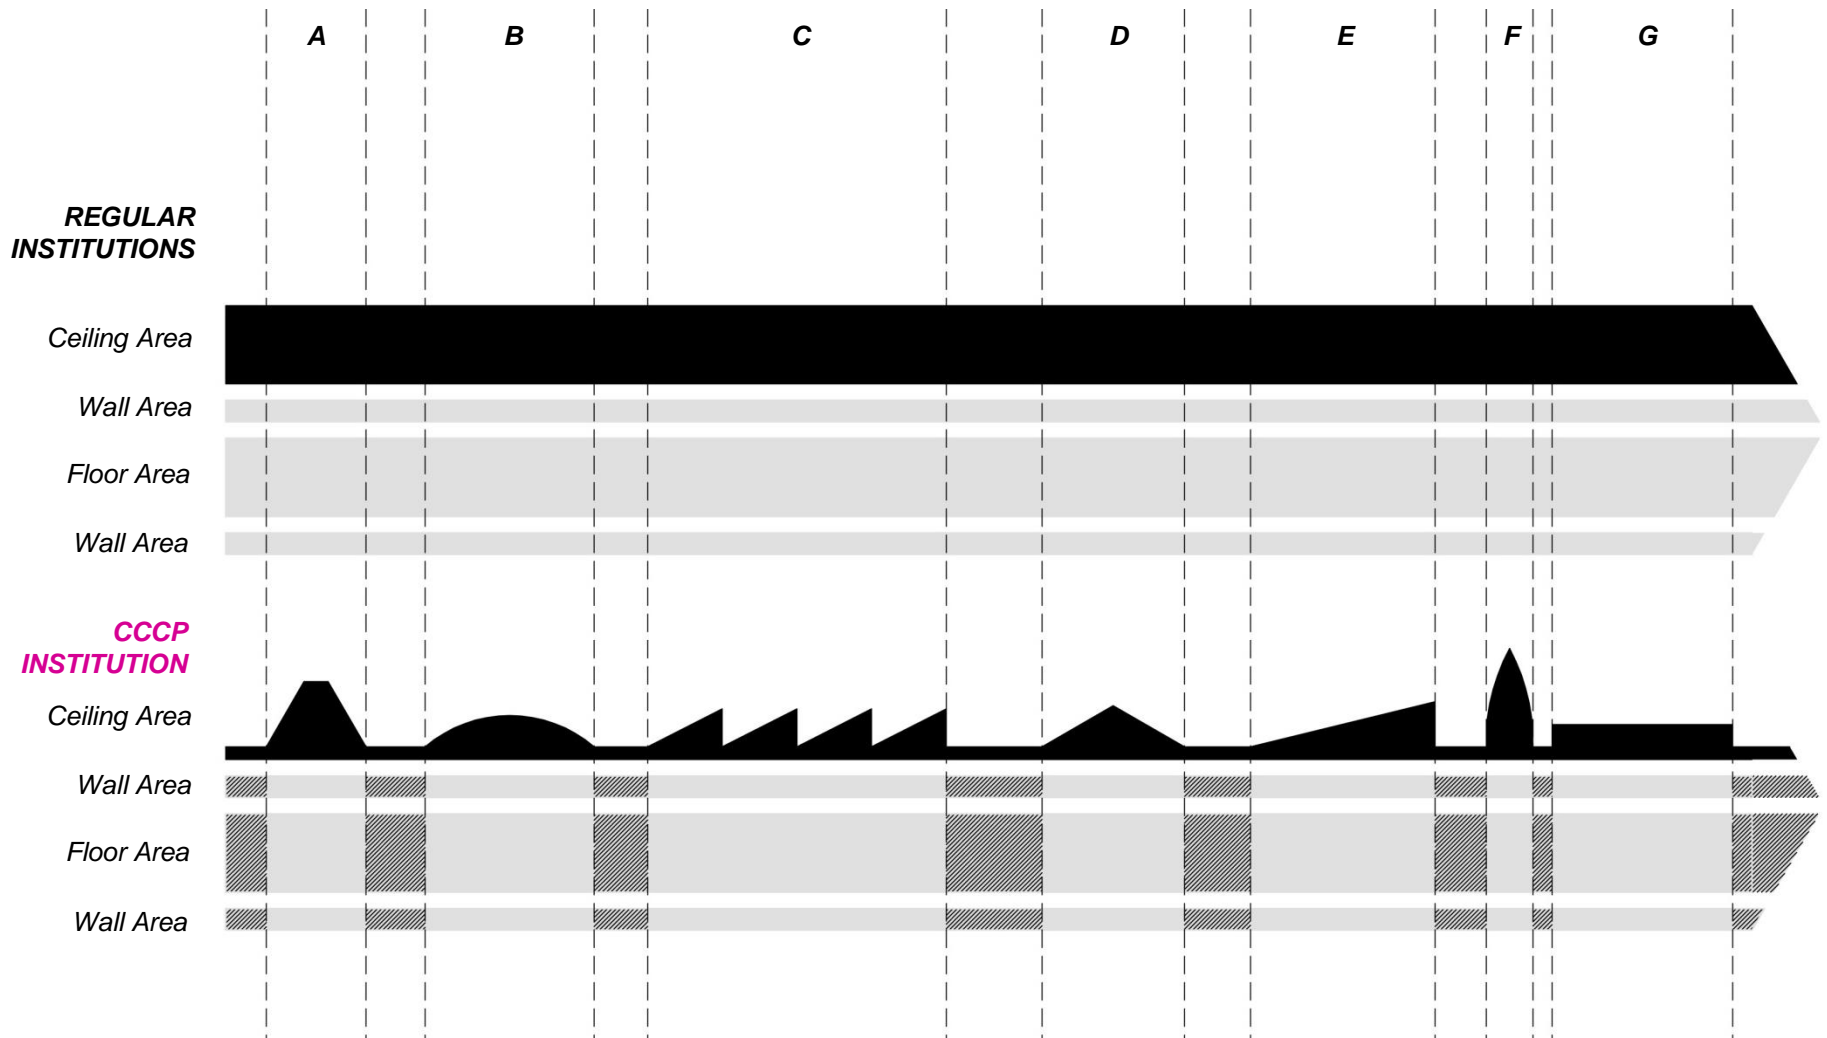 A B C D E F G
REGULAR
INSTITUTIONS
Ceiling Area
Wall Area
Floor Area
Wall Area
CCCP
INSTITUTION
Ceiling Area
Wall Area
Floor Area
Wall Area